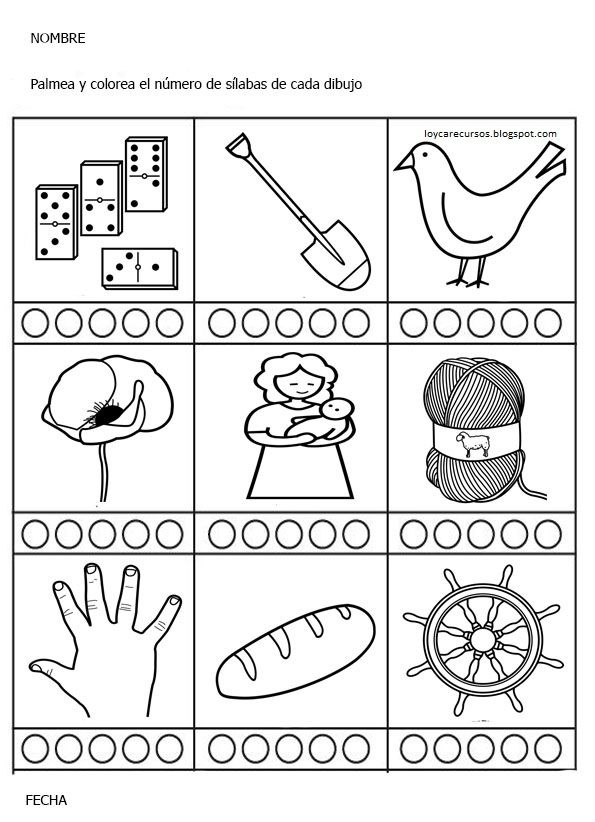 NOMBRE
Palmea y colorea el número de sílabas de cada dibujo
loycarecursos.blogspot.com
FECHA